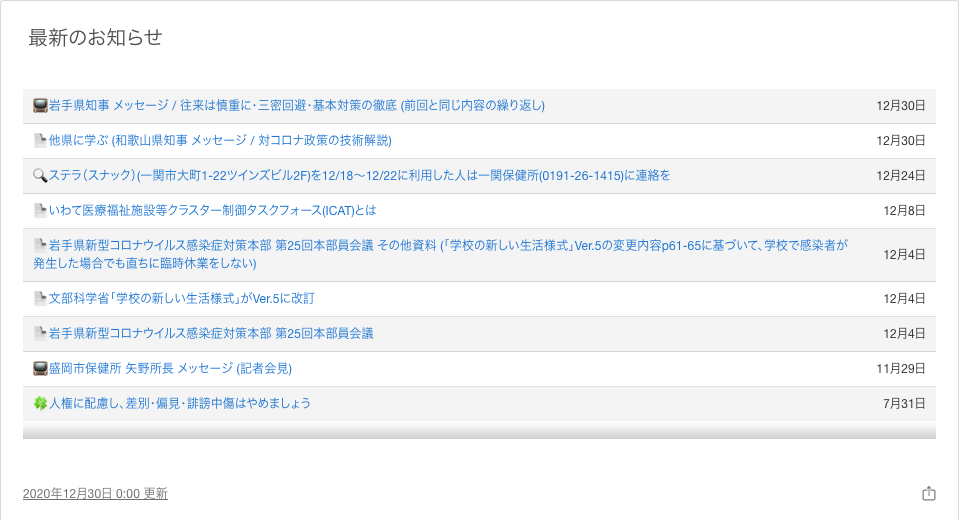 最新のお知らせ
岩手県知事 メッセージ / 往来は慎重に・三密回避・基本対策の徹底 (前回と同じ内容の繰り返し) 12月30日
他県に学ぶ (和歌山県知事 メッセージ / 対コロナ政策の技術解説) 12月30日
ステラ（スナック）(一関市大町1-22ツインズビル2F)を12/18〜12/22に利用した人は一関保健所(0191-26-1415)に連絡を 12月24日
いわて医療福祉施設等クラスター制御タスクフォース(ICAT)とは 12月8日
岩手県新型コロナウイルス感染症対策本部 第25回本部員会議 その他資料 (「学校の新しい生活様式」Ver.5の変更内容p61-65に基づいて、学校で感染者が
発生した場合でも直ちに臨時休業をしない) 12月4日
文部科学省「学校の新しい生活様式」がVer.5に改訂 12月4日
岩手県新型コロナウイルス感染症対策本部 第25回本部員会議 12月4日
盛岡市保健所 矢野所長 メッセージ (記者会見) 11月29日
人権に配慮し、差別・偏見・誹謗中傷はやめましょう 7月31日
2020年12月30日 0:00 更新